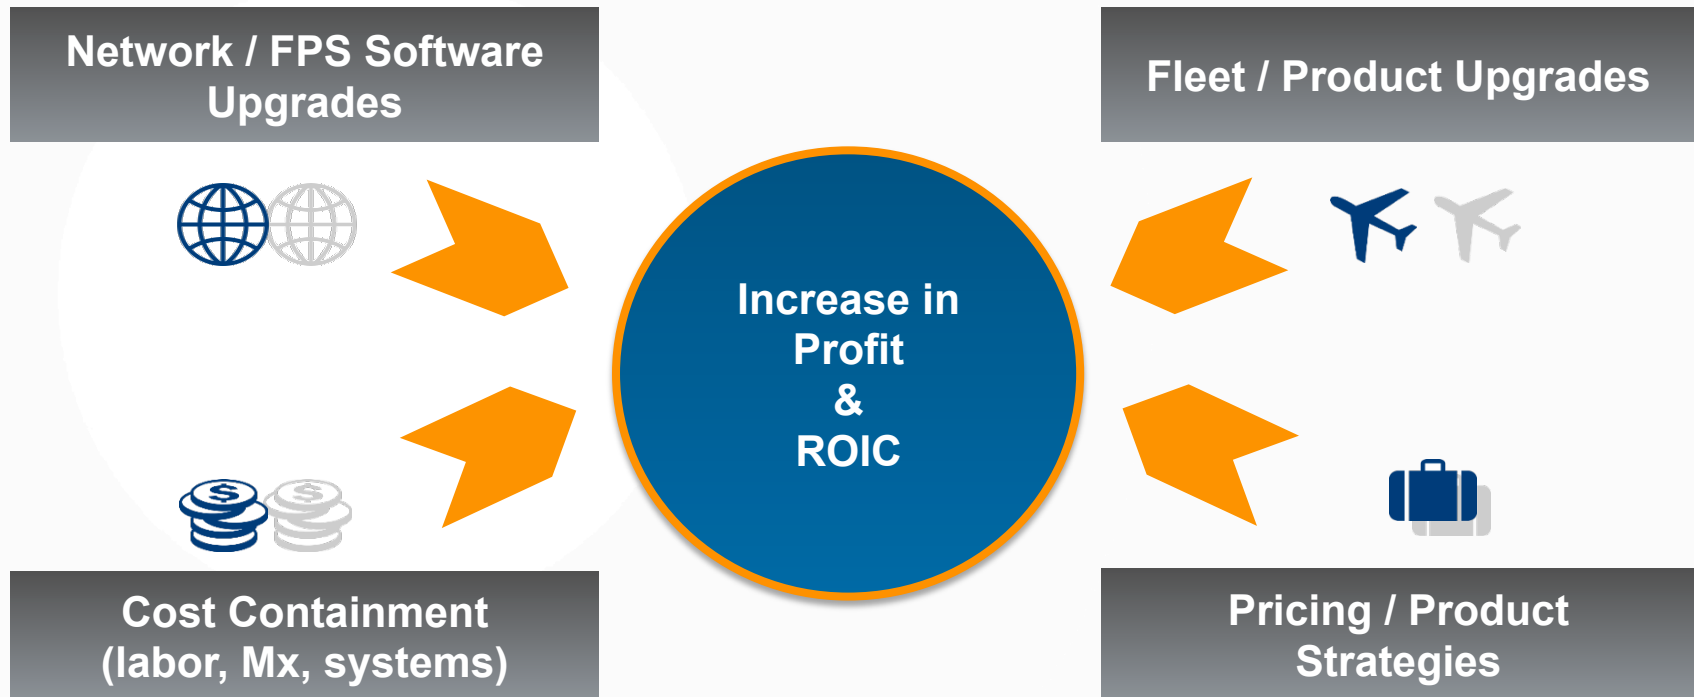 Network / FPS Software
Upgrades
Fleet / Product Upgrades
Increase in
Profit
&
ROIC
$
$
Cost Containment
(labor, Mx, systems)
Pricing / Product
Strategies